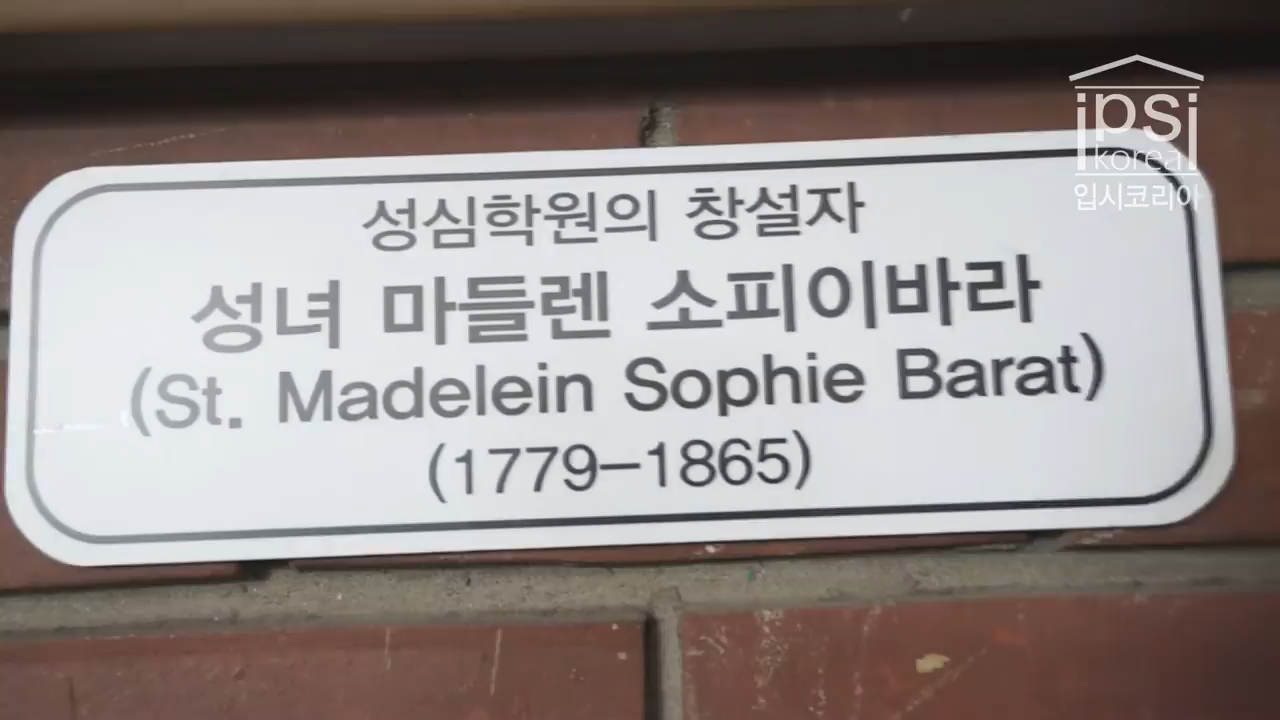 ipsi
korea
입시코리아
성심학원의 창설자
성녀 마들렌 소피이바라
(St. Madelein Sophie Barat)
(1779-1865)